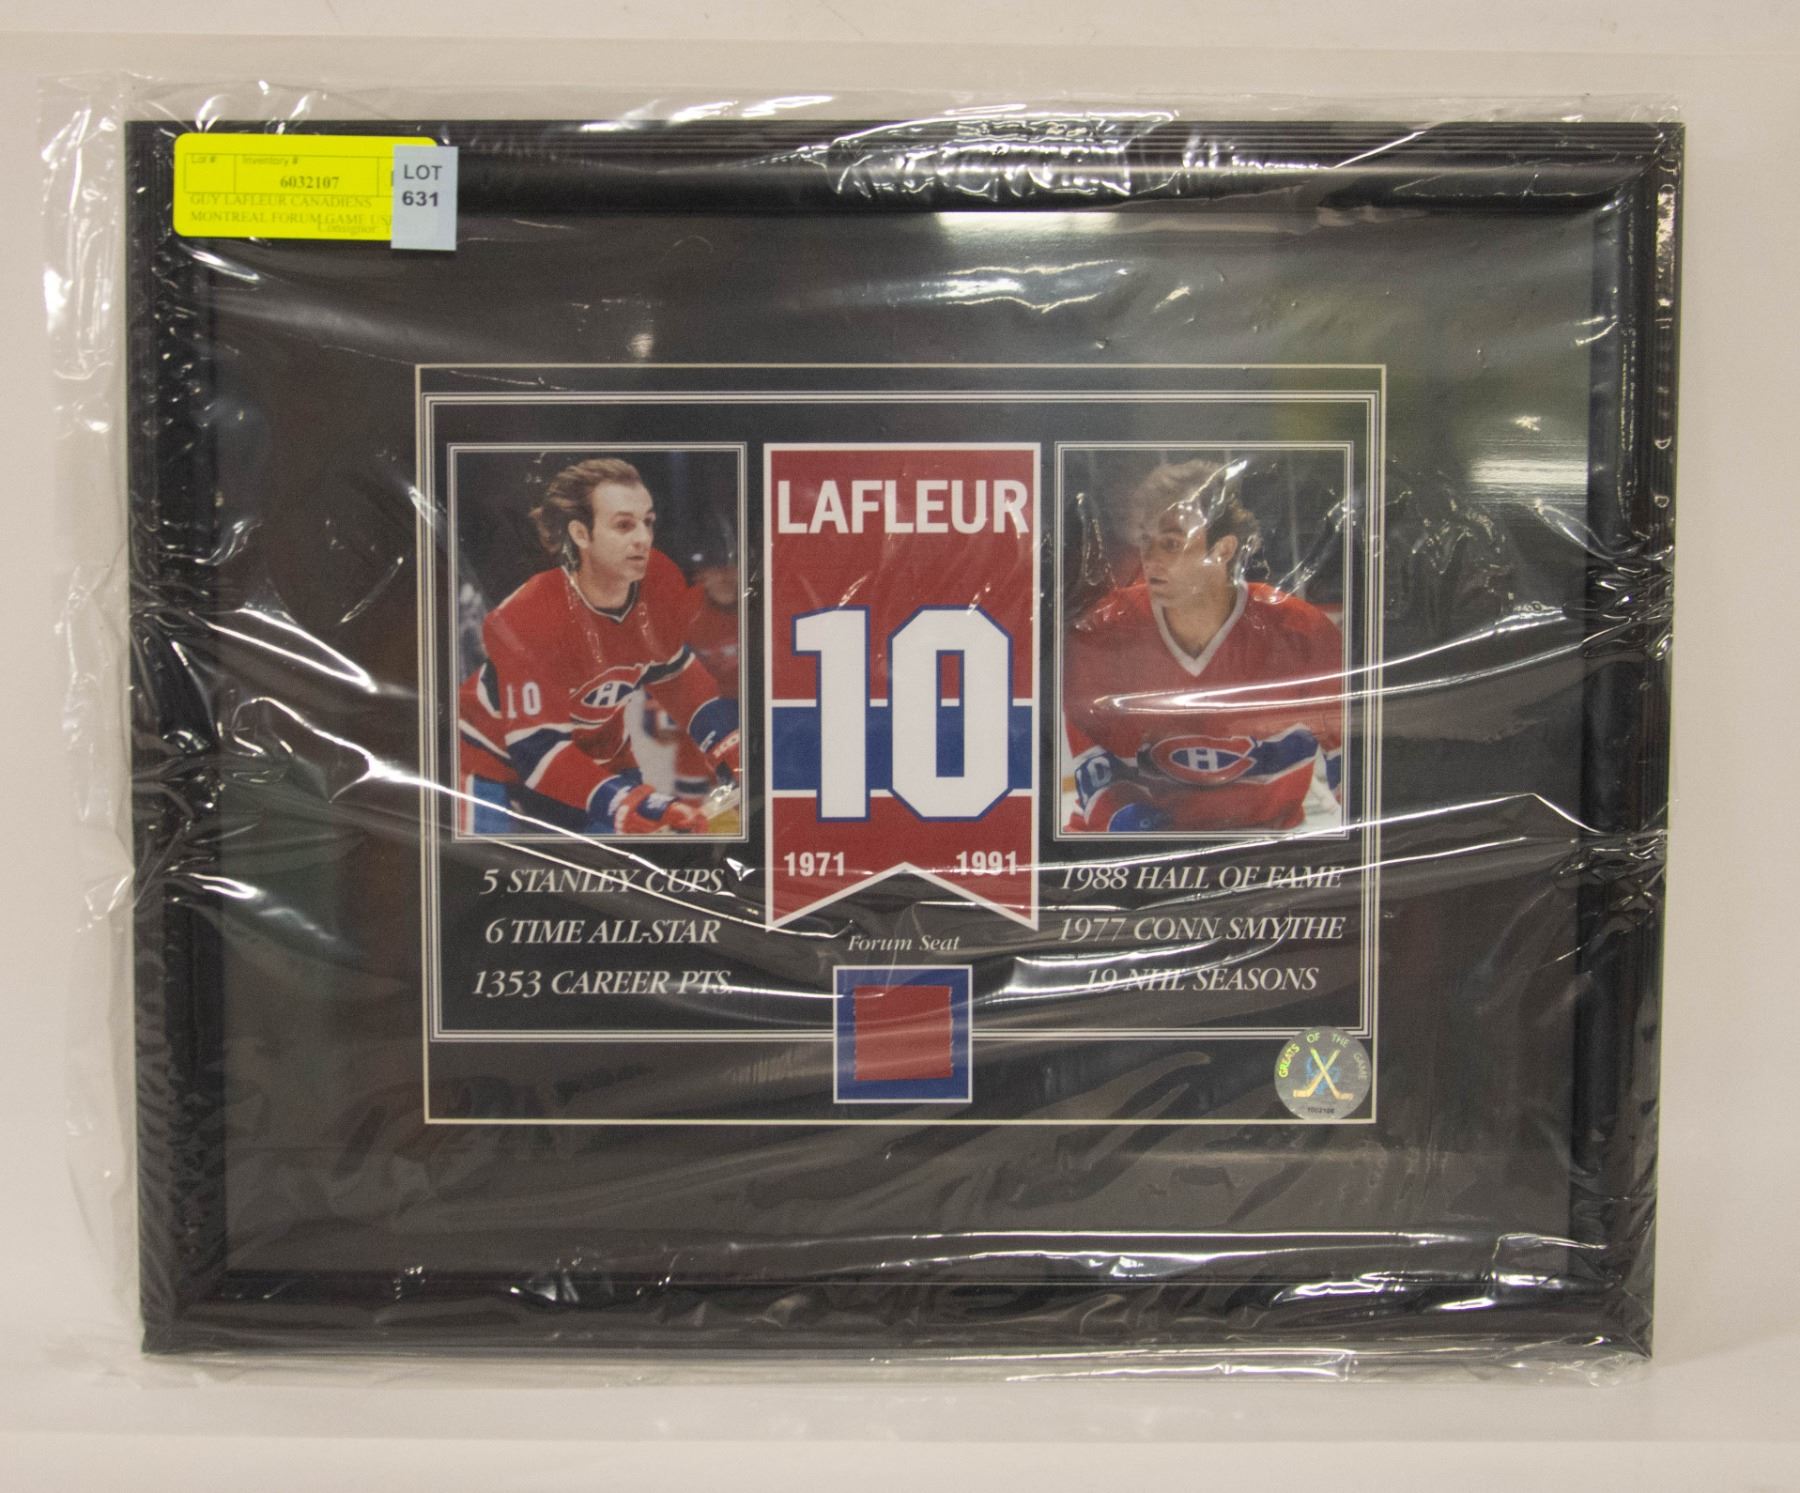 Lot #: Inventory #
6032107
LOT
631
GUY LAFLEUR CANADIENS
MONTREAL FORUM GAME USE
Consignor:
LAFLEUR
10
1971 1991
10
10
5 STANLEY CUPS
6 TIME ALL-STAR
1353 CAREER PTS.
1988 HALL OF FAME
1977 CONN SMYTHE
19 NHL SEASONS
Forum Seat
GREATS OF THE GAME